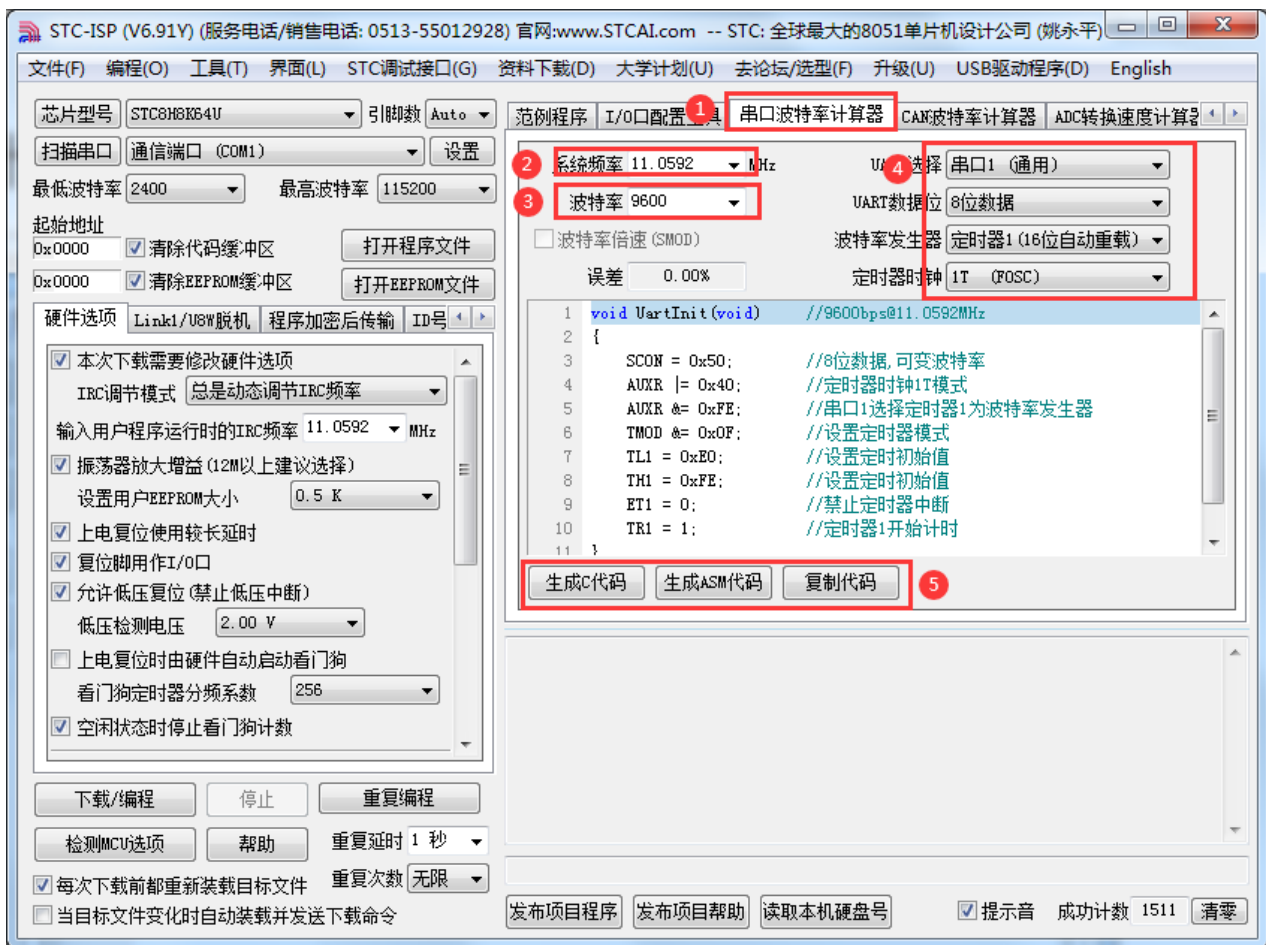 STC-ISP (V6.91Y) (服务电话/销售电话: 0513-55012928) 官网:www.STCAI.com -- STC: 全球最大的8051单片机设计公司 (姚永平)
文件(F) 编程(O) 工具(T) 界面(L) STC调试接口(G) 资料下载(D) 大学计划(U) 去论坛/选型(F) 升级(U) USB驱动程序(D) English
芯片型号 STC8H8K64U 引脚数 Auto
扫描串口 通信端口 (COM1) 设置
最低波特率 2400 最高波特率 115200
起始地址
0x0000 清除代码缓冲区 打开程序文件
0x0000 清除EEPROM缓冲区 打开EEPROM文件
硬件选项 Link1/U8W脱机 程序加密后传输 ID号
本次下载需要修改硬件选项
IRC调节模式 总是动态调节IRC频率
输入用户程序运行时的IRC频率 11.0592 MHz
振荡器放大增益(12M以上建议选择)
设置用户EEPROM大小 0.5 K
上电复位使用较长延时
复位脚用作I/O口
允许低压复位(禁止低压中断)
低压检测电压 2.00 V
上电复位时由硬件自动启动看门狗
看门狗定时器分频系数 256
空闲状态时停止看门狗计数
下载/编程 停止 重复编程
检测MCU选项 帮助 重复延时 1 秒
每次下载前都重新装载目标文件 重复次数 无限
当目标文件变化时自动装载并发送下载命令
范例程序 I/O口配置工具 1 串口波特率计算器 CAN波特率计算器 ADC转换速度计算器
2 系统频率 11.0592 MHz 4 选择 串口1 (通用)
3 波特率 9600 UART数据位 8位数据
波特率倍速(SMOD) 波特率发生器 定时器1(16位自动重载)
误差 0.00% 定时器时钟 1T (FOSC)
1 void UartInit(void) //9600bps@11.0592MHz
2 {
3 SCON = 0x50; //8位数据,可变波特率
4 AUXR |= 0x40; //定时器时钟1T模式
5 AUXR &= 0xFE; //串口1选择定时器1为波特率发生器
6 TMOD &= 0x0F; //设置定时器模式
7 TL1 = 0xE0; //设置定时初始值
8 TH1 = 0xFE; //设置定时初始值
9 ET1 = 0; //禁止定时器中断
10 TR1 = 1; //定时器1开始计时
11 }
生成C代码 生成ASM代码 复制代码 5
发布项目程序 发布项目帮助 读取本机硬盘号 提示音 成功计数 1511 清零